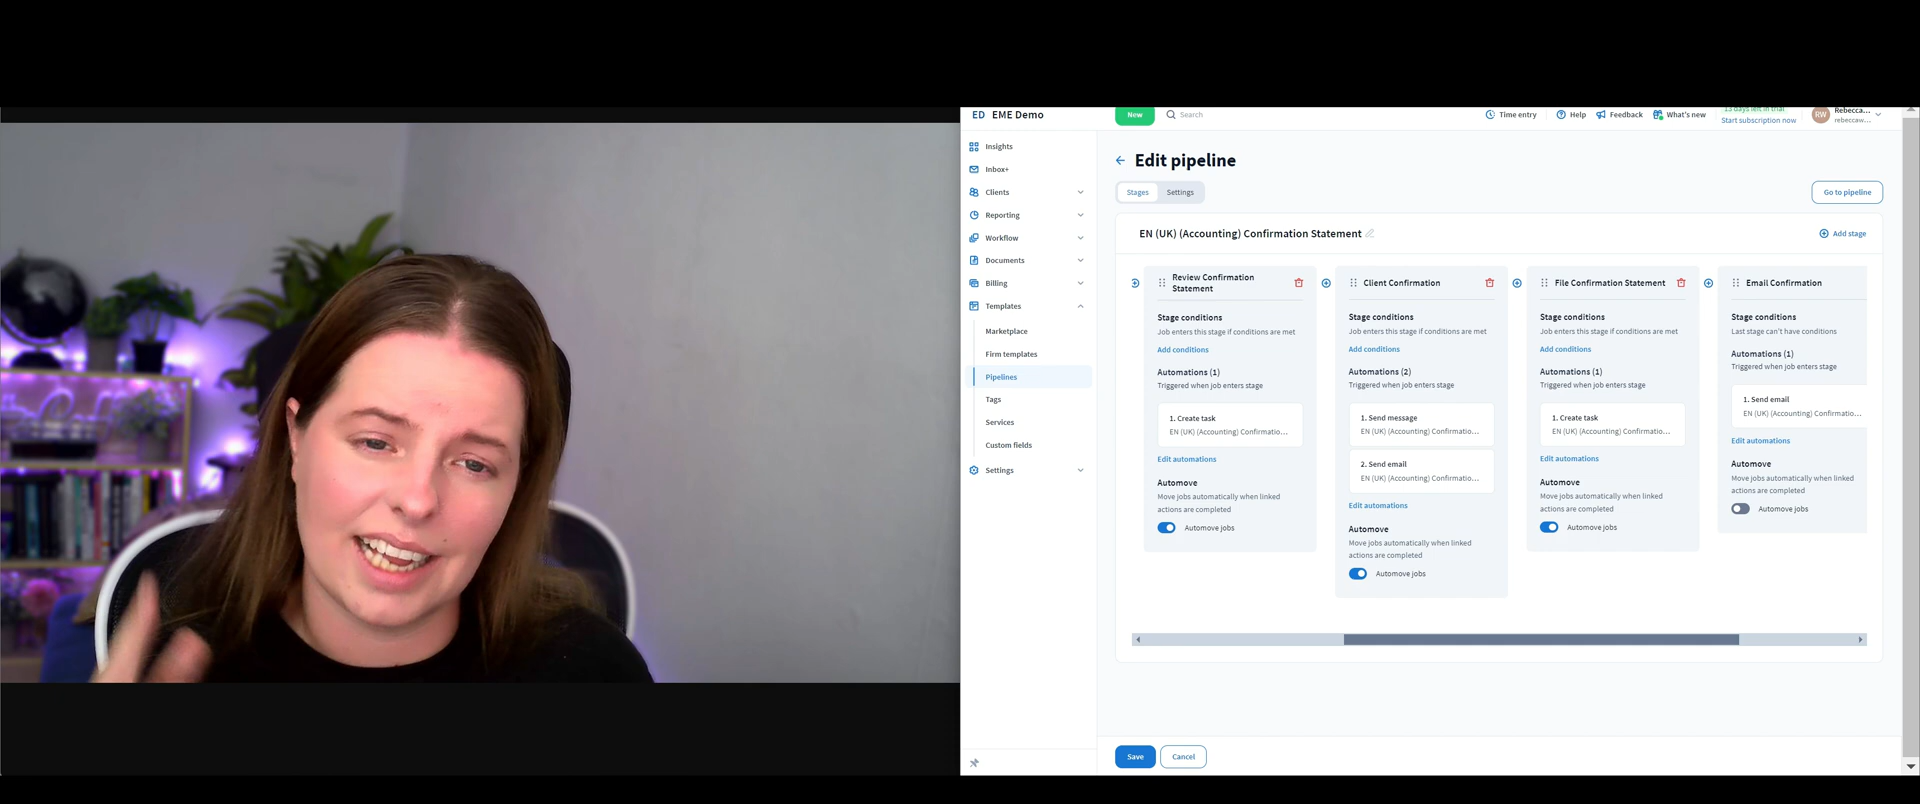 ED EME Demo
New
Search
Time entry
Help
Feedback
What's new
13 days left in trial
Start subscription now
RW
Rebecca...
rebeccaw...
Insights
Inbox+
Clients
Reporting
Workflow
Documents
Billing
Templates
Marketplace
Firm templates
Pipelines
Tags
Services
Custom fields
Settings
Edit pipeline
Stages
Settings
Go to pipeline
EN (UK) (Accounting) Confirmation Statement
Add stage
Review Confirmation
Statement
Stage conditions
Job enters this stage if conditions are met
Add conditions
Automations (1)
Triggered when job enters stage
1. Create task
EN (UK) (Accounting) Confirmatio...
Edit automations
Automove
Move jobs automatically when linked
actions are completed
Automove jobs
Client Confirmation
Stage conditions
Job enters this stage if conditions are met
Add conditions
Automations (2)
Triggered when job enters stage
1. Send message
EN (UK) (Accounting) Confirmatio...
2. Send email
EN (UK) (Accounting) Confirmatio...
Edit automations
Automove
Move jobs automatically when linked
actions are completed
Automove jobs
File Confirmation Statement
Stage conditions
Job enters this stage if conditions are met
Add conditions
Automations (1)
Triggered when job enters stage
1. Create task
EN (UK) (Accounting) Confirmatio...
Edit automations
Automove
Move jobs automatically when linked
actions are completed
Automove jobs
Email Confirmation
Stage conditions
Last stage can't have conditions
Automations (1)
Triggered when job enters stage
1. Send email
EN (UK) (Accounting) Confirmatio...
Edit automations
Automove
Move jobs automatically when linked
actions are completed
Automove jobs
Save
Cancel